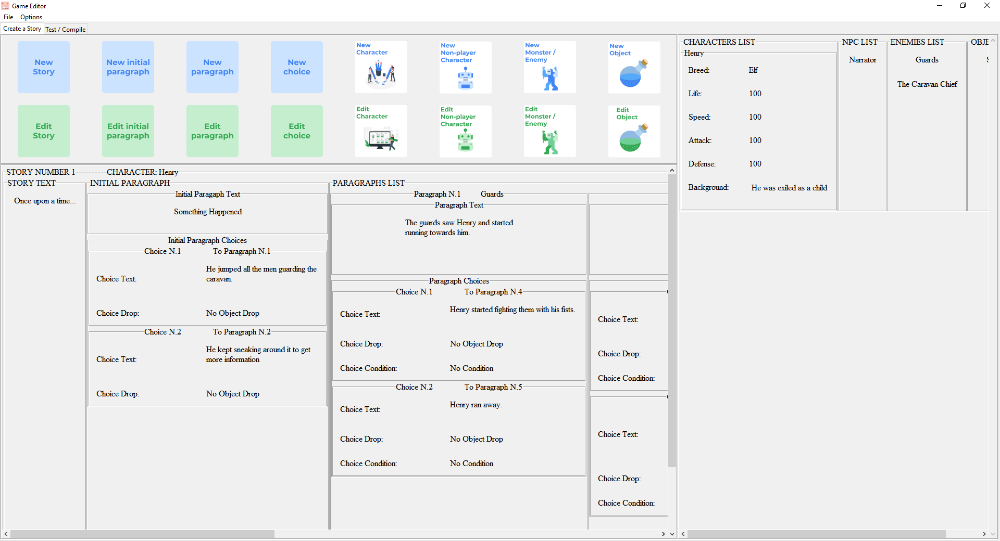 Game Editor
File Options
Create a Story Test / Compile
New
Story
New initial
paragraph
New
paragraph
New
choice
New
Character
New
Non-player
Character
New
Monster /
Enemy
New
Object
Edit
Story
Edit initial
paragraph
Edit
paragraph
Edit
choice
Edit
Character
Edit
Non-player
Character
Edit
Monster /
Enemy
Edit
Object
STORY NUMBER 1----------CHARACTER: Henry
STORY TEXT
Once upon a time...
INITIAL PARAGRAPH
Initial Paragaph Text
Something Happened
Initial Paragraph Choices
Choice N.1 To Paragraph N.1
Choice Text:
He jumped all the men guarding the
caravan.
Choice Drop: No Object Drop
Choice N.2 To Paragraph N.2
Choice Text:
He kept sneaking around it to get
more information
Choice Drop: No Object Drop
PARAGRAPHS LIST
Paragraph N.1 Guards
Paragraph Text
The guards saw Henry and started
running towards him.
Paragraph Choices
Choice N.1 To Paragraph N.4
Choice Text: Henry started fighting them with his fists.
Choice Drop: No Object Drop
Choice Condition: No Condition
Choice N.2 To Paragraph N.5
Choice Text: Henry ran away.
Choice Drop: No Object Drop
Choice Condition: No Condition
Choice Text:
Choice Drop:
Choice Condition:
Choice Text:
Choice Drop:
Choice Condition:
CHARACTERS LIST
Henry
Breed: Elf
Life: 100
Speed: 100
Attack: 100
Defense: 100
Background: He was exiled as a child
NPC LIST
Narrator
ENEMIES LIST
Guards
The Caravan Chief
OBJE